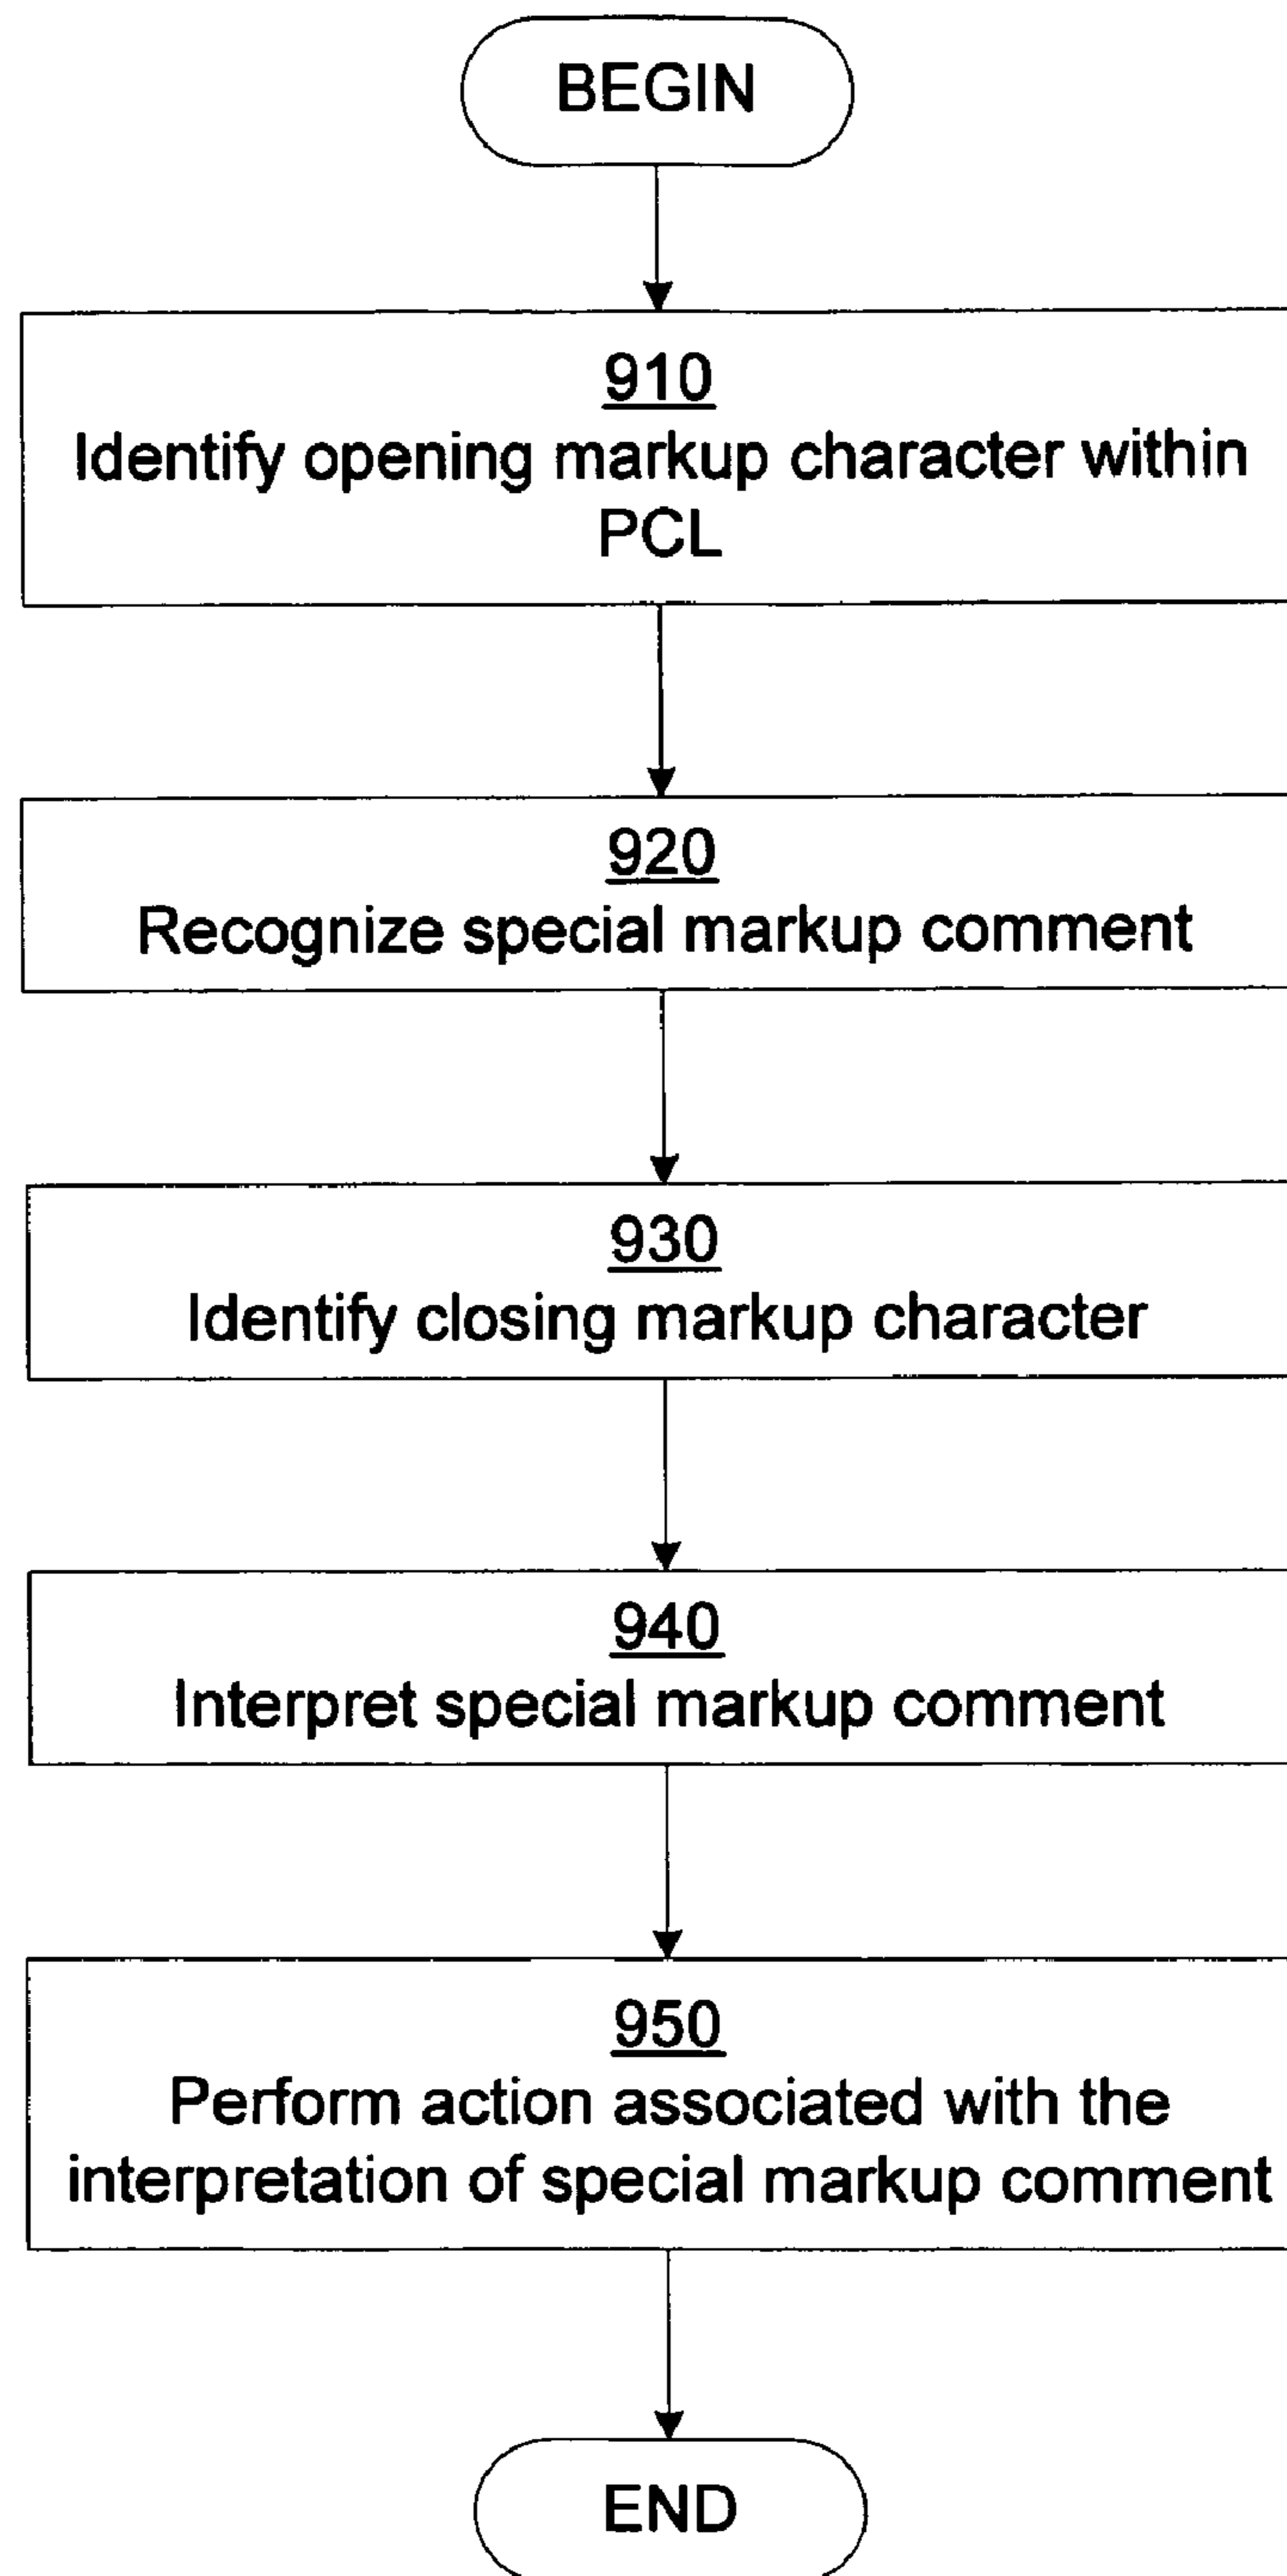 BEGIN
910
Identify opening markup character within
PCL
920
Recognize special markup comment
930
Identify closing markup character
940
Interpret special markup comment
950
Perform action associated with the
interpretation of special markup comment
END